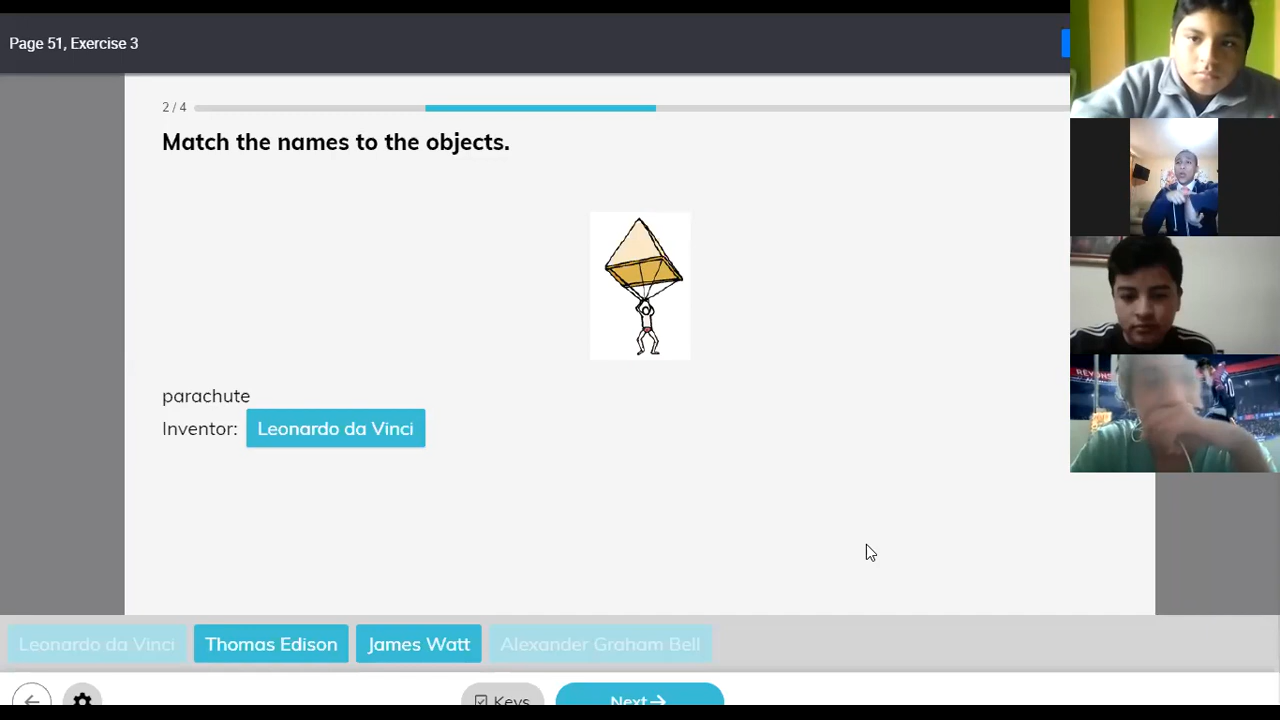 Page 51, Exercise 3
2 / 4
Match the names to the objects.
parachute
Inventor: Leonardo da Vinci
Leonardo da Vinci Thomas Edison James Watt Alexander Graham Bell
Keys Next